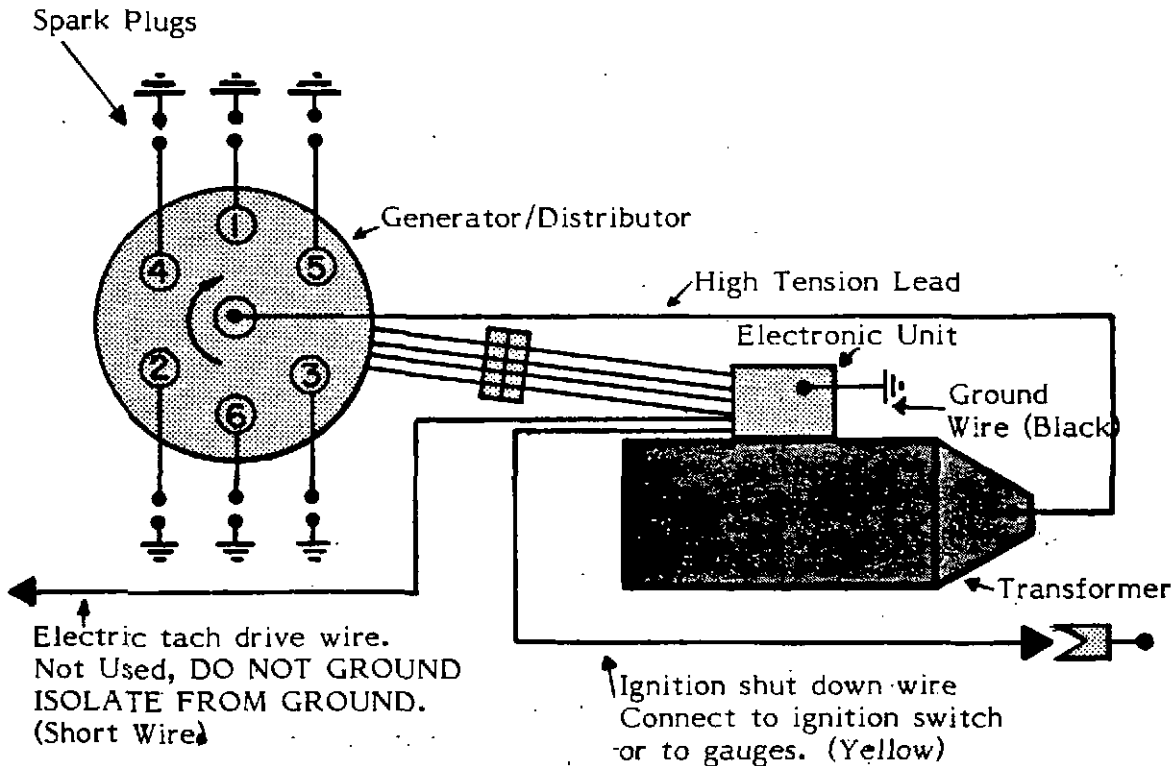 Spark Plugs
Generator/Distributor
1
4
5
2
3
6
High Tension Lead
Electronic Unit
Ground
Wire (Black)
Transformer
Electric tach drive wire.
Not Used, DO NOT GROUND
ISOLATE FROM GROUND.
(Short Wire)
Ignition shut down wire
Connect to ignition switch
or to gauges. (Yellow)